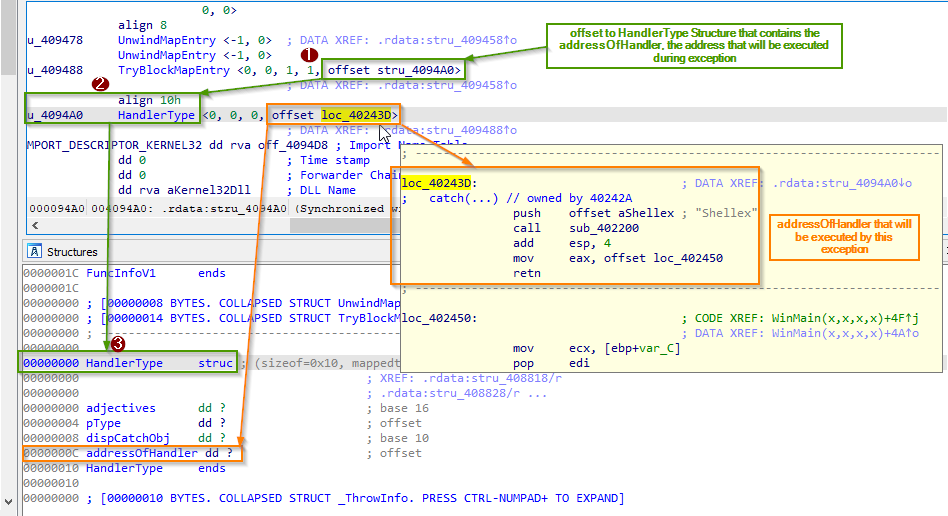 0, 0>
align 8
u_409478 UnwindMapEntry <-1, 0> ; DATA XREF: .rdata:stru_409458↑o
UnwindMapEntry <-1, 0>
u_409488 TryBlockMapEntry <0, 0, 1, 1, offset stru_4094A0>
; DATA XREF: .rdata:stru_409458↑o
align 10h
u_4094A0 HandlerType <0, 0, 0, offset loc_40243D>
; DATA XREF: .rdata:stru_409488↑o
MPORT_DESCRIPTOR_KERNEL32 dd rva off_4094D8 ; Import Name Table
dd 0 ; Time stamp
dd 0 ; Forwarder Chain
dd rva aKernel32Dll ; DLL Name
000094A0 004094A0: .rdata:stru_4094A0 (Synchronized wi
1
2
3
offset to HandlerType Structure that contains the
addressOfHandler, the address that will be executed
during exception
; ---------------------------------------------------------------------------
loc_40243D: ; DATA XREF: .rdata:stru_4094A0↓o
; catch(...) // owned by 40242A
push offset aShellex ; "Shellex"
call sub_402200
add esp, 4
mov eax, offset loc_402450
retn
; ---------------------------------------------------------------------------
loc_402450: ; CODE XREF: WinMain(x,x,x,x)+4F↑j
; DATA XREF: WinMain(x,x,x,x)+4A↑o
mov ecx, [ebp+var_C]
pop edi
addressOfHandler that will
be executed by this
exception
Structures
0000001C FuncInfoV1 ends
0000001C
00000000 ; [00000008 BYTES. COLLAPSED STRUCT UnwindMap
00000000 ; [00000014 BYTES. COLLAPSED STRUCT TryBlockM
00000000 ; ---------------------------------------
00000000
00000000 HandlerType struc ; (sizeof=0x10, mappedt
00000000 ; XREF: .rdata:stru_408818/r
00000000 ; .rdata:stru_408828/r ...
00000000 adjectives dd ? ; base 16
00000004 pType dd ? ; offset
00000008 dispCatchObj dd ? ; base 10
0000000C addressOfHandler dd ? ; offset
00000010 HandlerType ends
00000010
00000000 ; [00000010 BYTES. COLLAPSED STRUCT _ThrowInfo. PRESS CTRL-NUMPAD+ TO EXPAND]